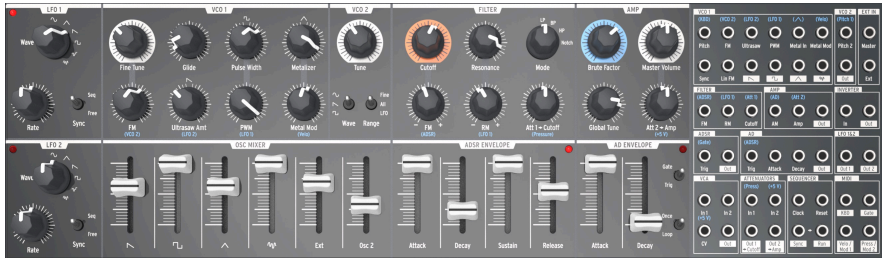 LFO 1
VCO 1
VCO 2
FILTER
AMP
Wave
Fine Tune
Glide
Pulse Width
Metalizer
Tune
Cutoff
Resonance
LP
HP
BP
Notch
Mode
Brute Factor
Master Volume
Rate
Seq
Free
Sync
FM
(VCO 2)
Ultrasaw Amt
(LFO 2)
PWM
(LFO 1)
Metal Mod
(Velo)
Wave
Fine
All
LFO
Range
FM
(ADSR)
RM
(LFO 1)
Att 1→Cutoff
(Pressure)
Global Tune
Att 2→Amp
(+5 V)
LFO 2
OSC MIXER
ADSR ENVELOPE
AD ENVELOPE
Wave
Rate
Seq
Free
Sync
Ext
Osc 2
Attack
Decay
Sustain
Release
Attack
Decay
Gate
Trig
Once
Loop
VCO 1
VCO 2
EXT IN
(KBD)
(VCO 2)
(LFO 2)
(LFO 1)
(Velo)
(Pitch 1)
Pitch
FM
Ultrasaw
PWM
Metal In
Metal Mod
Pitch 2
Master
Sync
Lin FM
Out
Ext
FILTER
AMP
INVERTER
(ADSR)
(LFO 1)
(Att 1)
(AD)
(Att 2)
FM
RM
Cutoff
AM
Amp
Out
In
Out
ADSR
AD
LFO 1&2
(Gate)
(ADSR)
Trig
Out
Trig
Attack
Decay
Out
Out 1
Out 2
VCA
ATTENUATORS
SEQUENCER
MIDI
(Press)
(+5 V)
In 1
(+5 V)
In 2
In 1
In 2
Clock
Reset
KBD
Gate
CV
Out
Out 1
→Cutoff
Out 2
→Amp
Sync
Run
Velo /
Mod 1
Press /
Mod 2